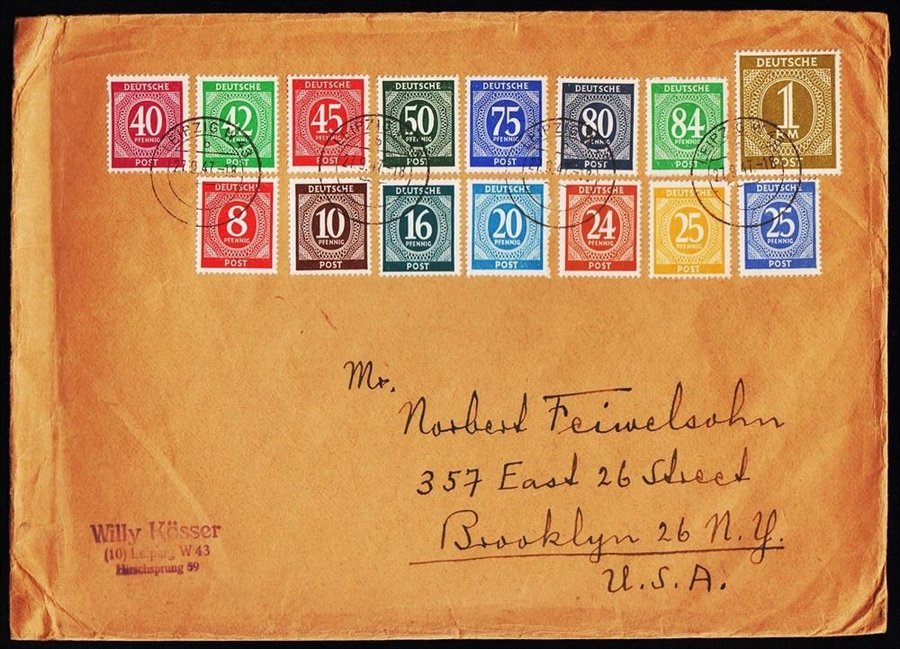 DEUTSCHE 40 PFENNIG POST
DEUTSCHE 42 PFENNIG POST
DEUTSCHE 45 PFENNIG POST
DEUTSCHE 50 PFENNIG POST
DEUTSCHE 75 PFENNIG POST
DEUTSCHE 80 PFENNIG POST
DEUTSCHE 84 PFENNIG POST
DEUTSCHE 1 RM POST
LEIPZIG
LEIPZIG
LEIPZIG
LEIPZIG
DEUTSCHE 8 PFENNIG POST
DEUTSCHE 10 PFENNIG POST
DEUTSCHE 16 PFENNIG POST
DEUTSCHE 20 PFENNIG POST
DEUTSCHE 24 PFENNIG POST
DEUTSCHE 25 PFENNIG POST
DEUTSCHE 25 PFENNIG POST
Mr.
Norbert Feiwelsohn
357 East 26 Street
Brooklyn 26 N.Y.
U.S.A.
Willy Kösser
(10) Leipzig W 43
Hirschsprung 59